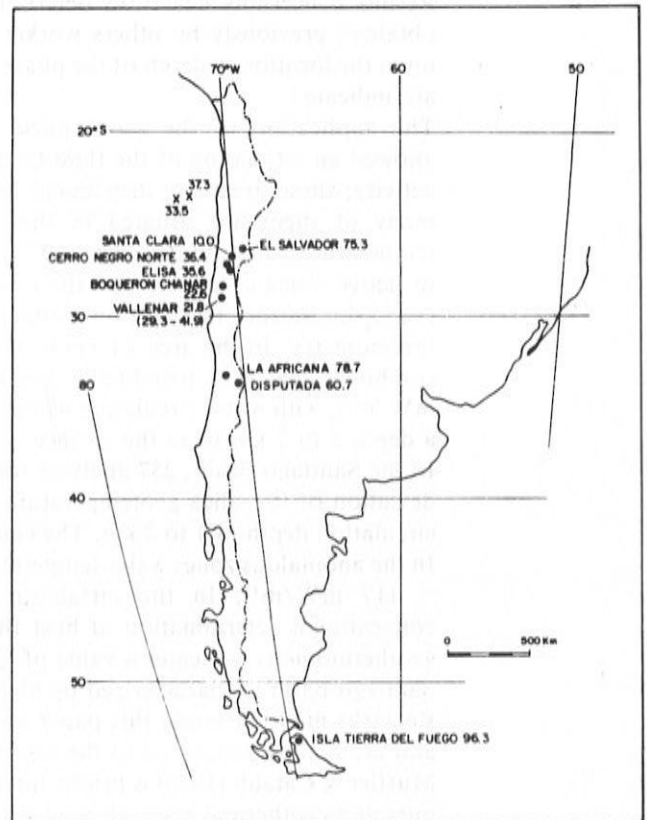 70°W
60
50
20°S
37.3
x x
33.5
SANTA CLARA 10.0
EL SALVADOR 75.3
CERRO NEGRO NORTE 36.4
ELISA 35.6
BOQUERON CHANAR
22.6
VALLENAR 21.8
(29.3 - 41.9)
30
LA AFRICANA 78.7
DISPUTADA 60.7
80
40
0 500 Km
50
ISLA TIERRA DEL FUEGO 96.3